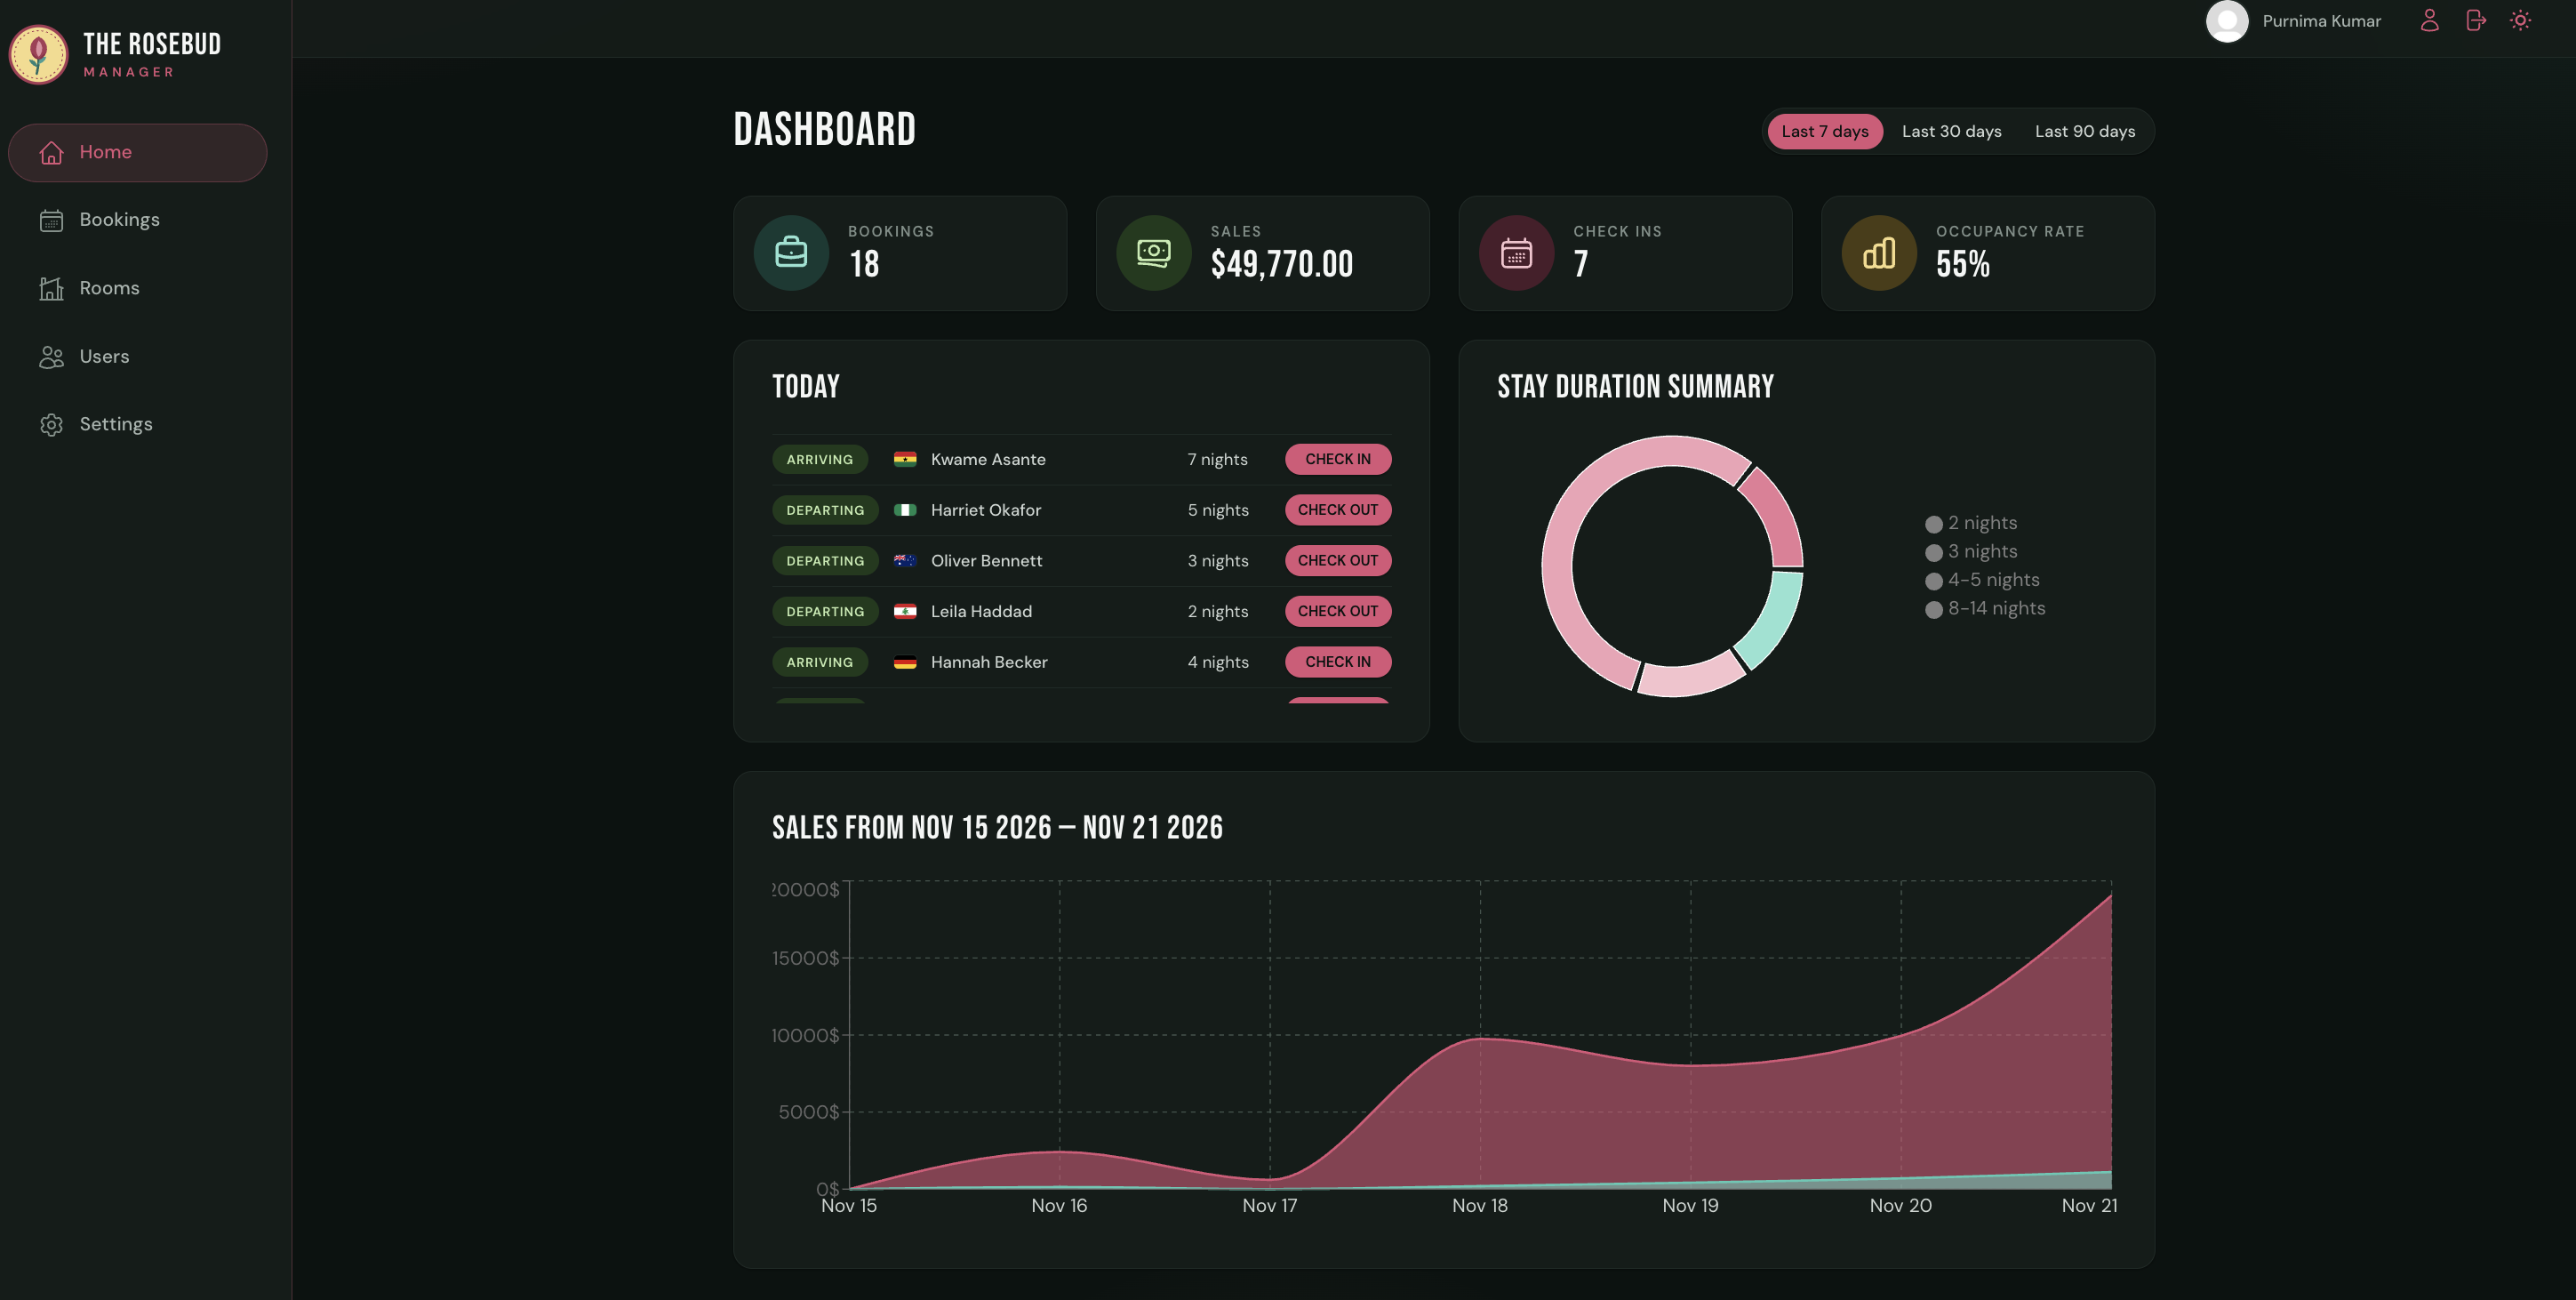 THE ROSEBUD
MANAGER
Purnima Kumar
Home
Bookings
Rooms
Users
Settings
DASHBOARD
Last 7 days Last 30 days Last 90 days
BOOKINGS
18
SALES
$49,770.00
CHECK INS
7
OCCUPANCY RATE
55%
TODAY
ARRIVING Kwame Asante 7 nights CHECK IN
DEPARTING Harriet Okafor 5 nights CHECK OUT
DEPARTING Oliver Bennett 3 nights CHECK OUT
DEPARTING Leila Haddad 2 nights CHECK OUT
ARRIVING Hannah Becker 4 nights CHECK IN
STAY DURATION SUMMARY
2 nights
3 nights
4-5 nights
8-14 nights
SALES FROM NOV 15 2026 — NOV 21 2026
20000$
15000$
10000$
5000$
0$
Nov 15 Nov 16 Nov 17 Nov 18 Nov 19 Nov 20 Nov 21